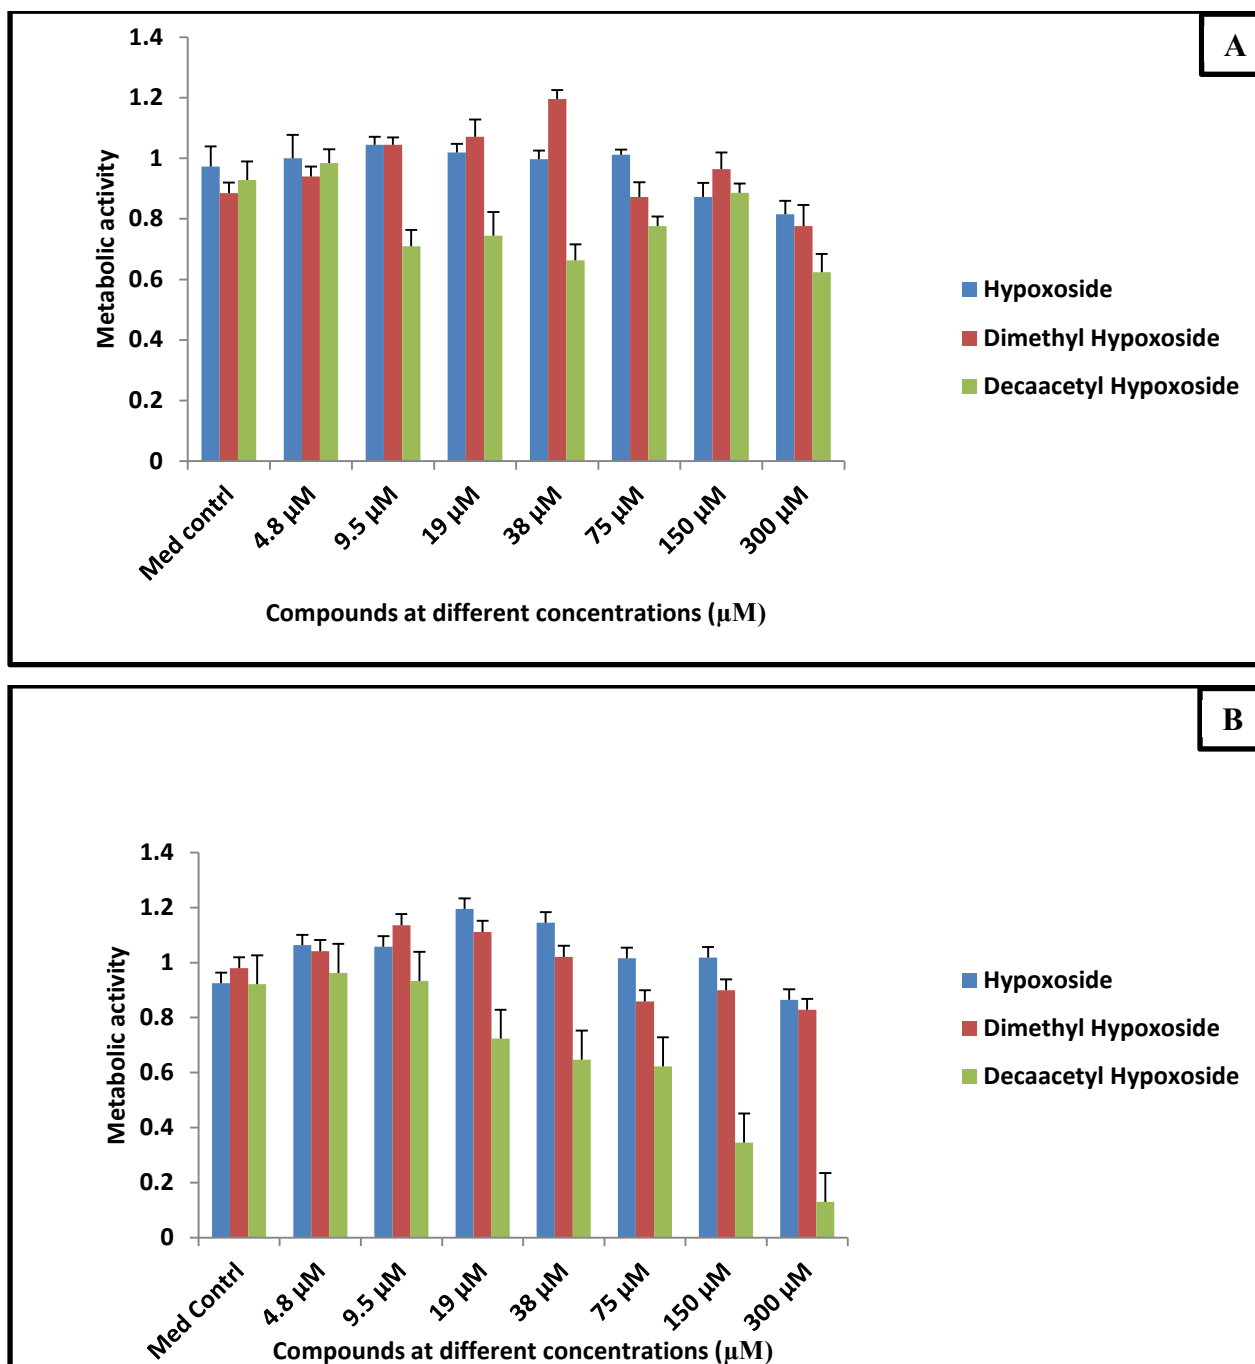 A
1.4
1.2
1
0.8
0.6
0.4
0.2
0
Metabolic activity
Med contrl
4.8 µM
9.5 µM
19 µM
38 µM
75 µM
150 µM
300 µM
Compounds at different concentrations (µM)
Hypoxoside
Dimethyl Hypoxoside
Decaacetyl Hypoxoside
B
1.4
1.2
1
0.8
0.6
0.4
0.2
0
Metabolic activity
Med Contrl
4.8 µM
9.5 µM
19 µM
38 µM
75 µM
150 µM
300 µM
Compounds at different concentrations (µM)
Hypoxoside
Dimethyl Hypoxoside
Decaacetyl Hypoxoside